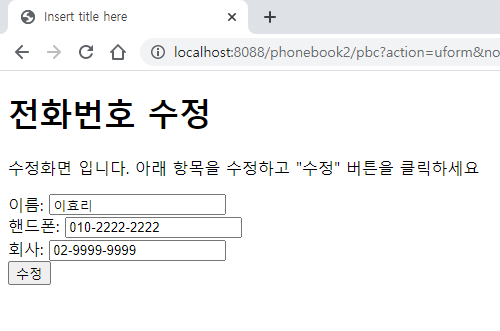 Insert title here
localhost:8088/phonebook2/pbc?action=uform&no
전화번호 수정
수정화면 입니다. 아래 항목을 수정하고 "수정" 버튼을 클릭하세요
이름: 이효리
핸드폰: 010-2222-2222
회사: 02-9999-9999
수정